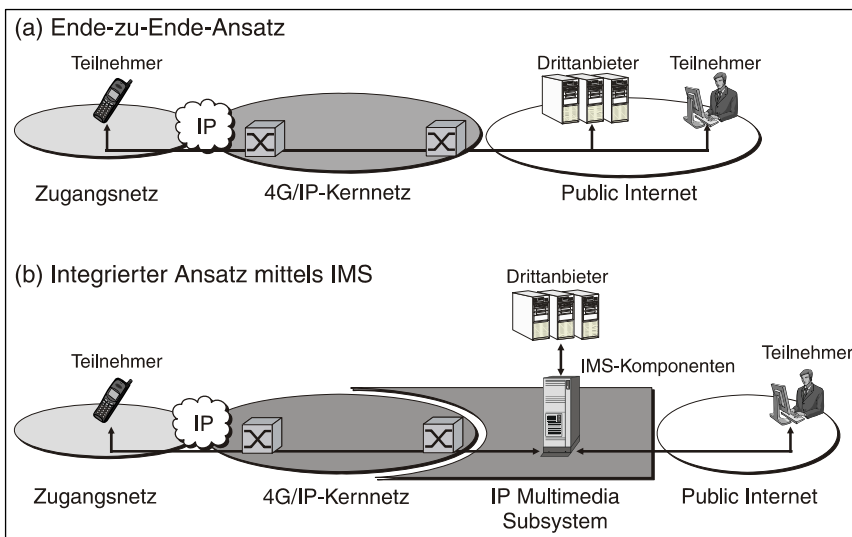 (a) Ende-zu-Ende-Ansatz
Teilnehmer
Drittanbieter
Teilnehmer
IP
Zugangsnetz
4G/IP-Kernnetz
Public Internet
(b) Integrierter Ansatz mittels IMS
Drittanbieter
Teilnehmer
IMS-Komponenten
Teilnehmer
IP
Zugangsnetz
4G/IP-Kernnetz
IP Multimedia
Subsystem
Public Internet